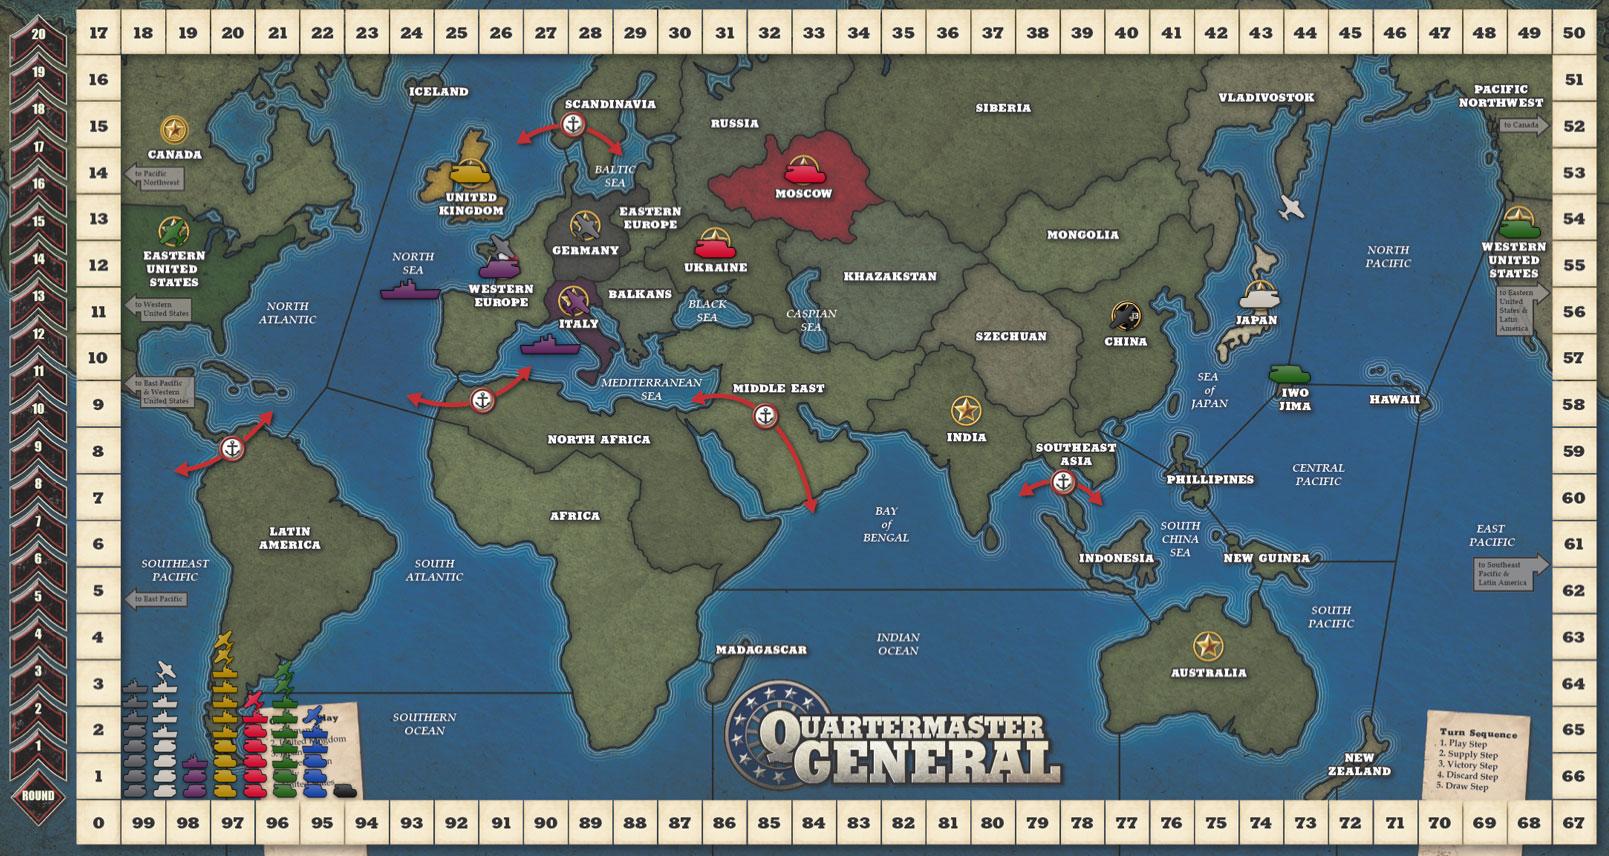 17 18 19 20 21 22 23 24 25 26 27 28 29 30 31 32 33 34 35 36 37 38 39 40 41 42 43 44 45 46 47 48 49 50
20
19
18
17
16
15
14
13
12
11
10
9
8
7
6
5
4
3
2
1
ROUND
16
15
14
13
12
11
10
9
8
7
6
5
4
3
2
1
ICELAND
SCANDINAVIA
RUSSIA
SIBERIA
VLADIVOSTOK
PACIFIC
NORTHWEST
to Canada
CANADA
to Pacific
Northwest
BALTIC
SEA
MOSCOW
UNITED
KINGDOM
EASTERN
EUROPE
GERMANY
MONGOLIA
NORTH
PACIFIC
EASTERN
UNITED
STATES
WESTERN
UNITED
STATES
NORTH
SEA
UKRAINE
KHAZAKSTAN
WESTERN
EUROPE
BALKANS
to Western
United States
to Eastern
United
States &
Latin
America
NORTH
ATLANTIC
BLACK
SEA
CASPIAN
SEA
ITALY
SZECHUAN
J3
CHINA
JAPAN
to East Pacific
& Western
United States
MEDITERRANEAN
SEA
MIDDLE EAST
SEA
of
JAPAN
IWO
JIMA
HAWAII
NORTH AFRICA
INDIA
SOUTHEAST
ASIA
PHILLIPINES
CENTRAL
PACIFIC
AFRICA
BAY
of
BENGAL
LATIN
AMERICA
SOUTH
CHINA
SEA
EAST
PACIFIC
INDONESIA
NEW GUINEA
SOUTHEAST
PACIFIC
SOUTH
ATLANTIC
to Southeast
Pacific &
Latin America
to East Pacific
SOUTH
PACIFIC
INDIAN
OCEAN
MADAGASCAR
AUSTRALIA
SOUTHERN
OCEAN
QUARTERMASTER
GENERAL
NEW
ZEALAND
Turn Sequence
1. Play Step
2. Supply Step
3. Victory Step
4. Discard Step
5. Draw Step
51
52
53
54
55
56
57
58
59
60
61
62
63
64
65
66
0 99 98 97 96 95 94 93 92 91 90 89 88 87 86 85 84 83 82 81 80 79 78 77 76 75 74 73 72 71 70 69 68 67